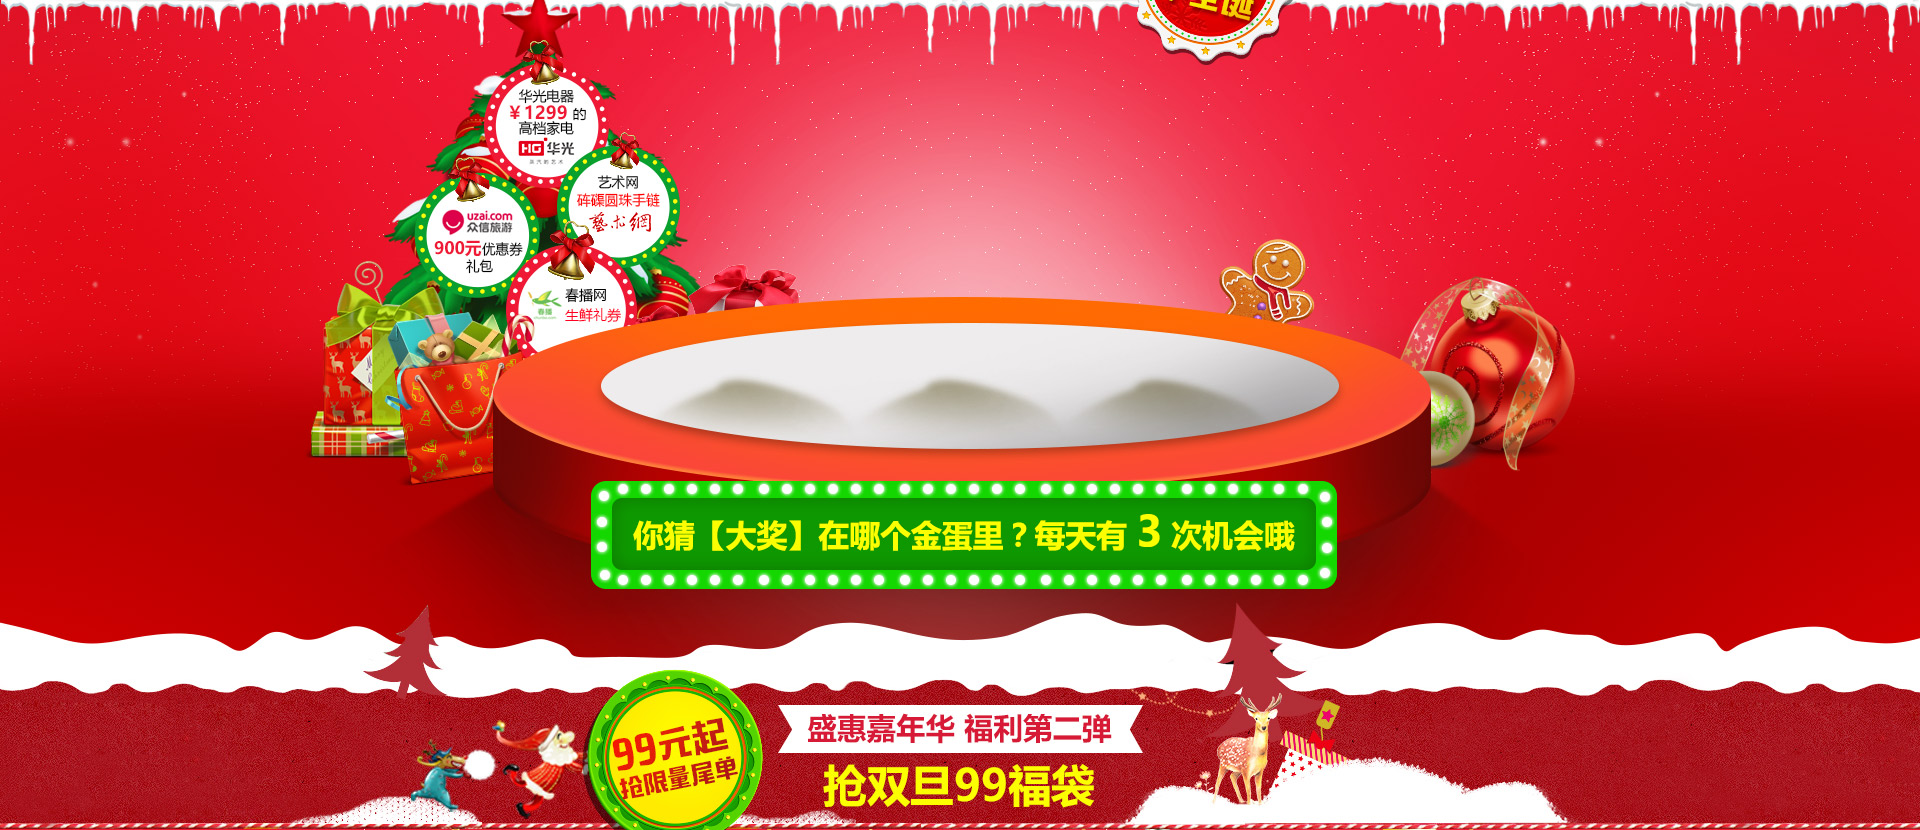 圣诞
华光电器
￥1299 的
高档家电
HG 华光
艺术网
砗磲圆珠手链
藝术網
uzai.com
众信旅游
900元优惠券
礼包
春播网
春播
生鲜礼券
你猜【大奖】在哪个金蛋里？每天有 3 次机会哦
99元起
抢限量尾单
盛惠嘉年华 福利第二弹
抢双旦99福袋